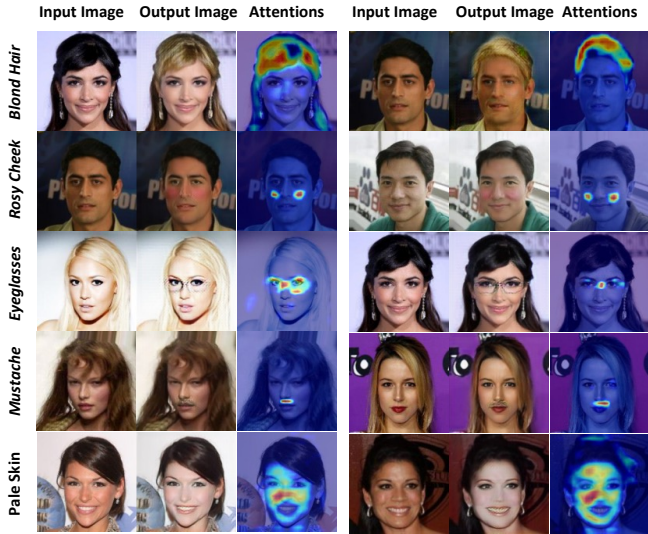 Input Image Output Image Attentions Input Image Output Image Attentions
Blond Hair
Rosy Cheek
Eyeglasses
Mustache
Pale Skin